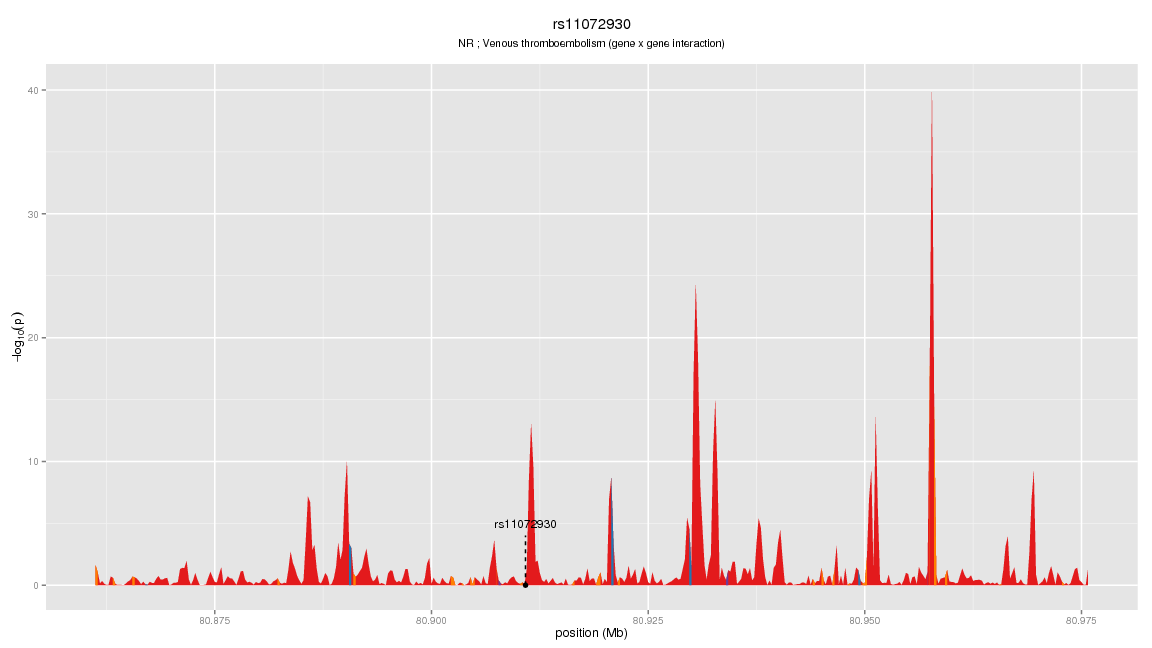 rs11072930
NR ; Venous thromboembolism (gene x gene interaction)
40
30
20
10
0
−log10(p)
rs11072930
80.875 80.900 80.925 80.950 80.975
position (Mb)